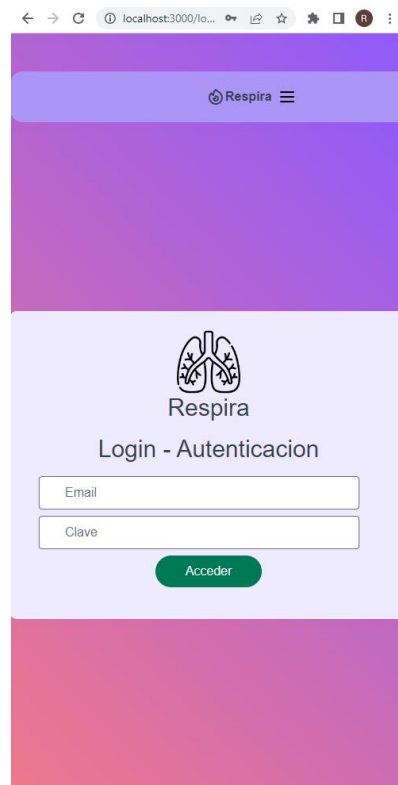 localhost:3000/lo...
R
Respira
Respira
Login - Autenticacion
Email
Clave
Acceder